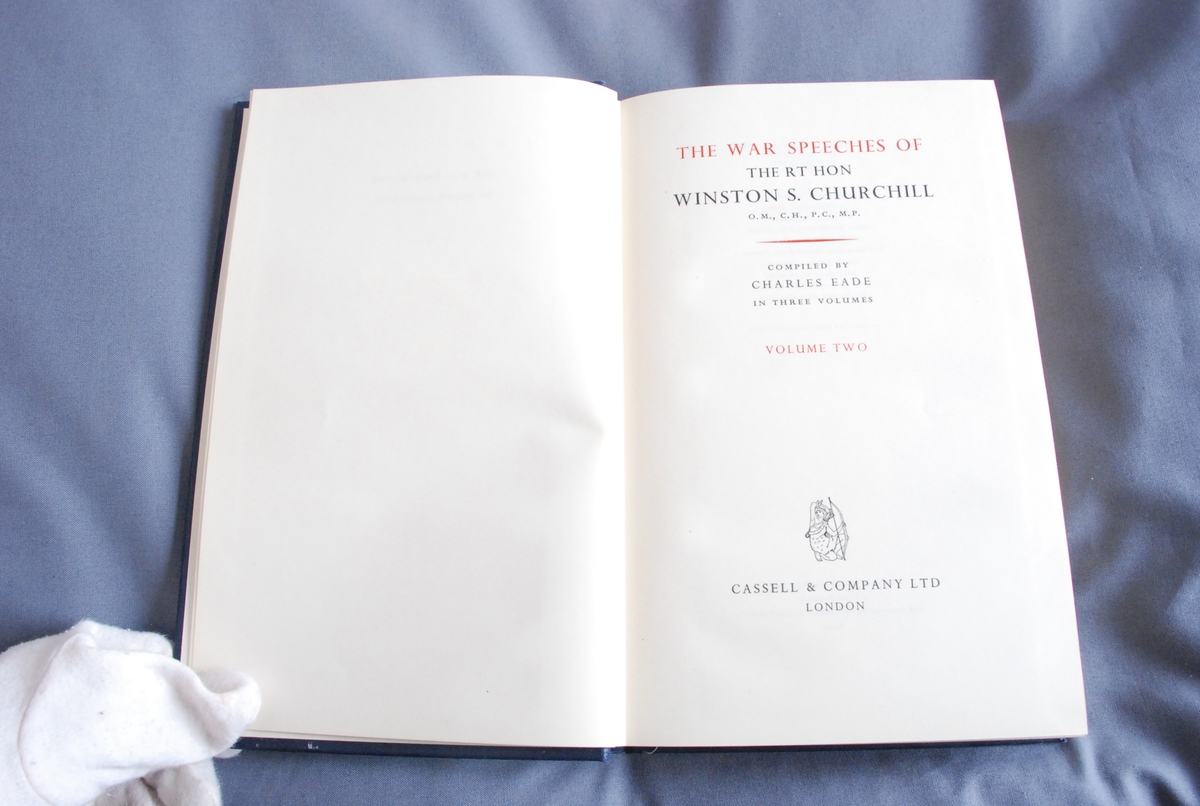 THE WAR SPEECHES OF
THE RT HON
WINSTON S. CHURCHILL
O.M., C.H., P.C., M.P.
COMPILED BY
CHARLES EADE
IN THREE VOLUMES
VOLUME TWO
CASSELL & COMPANY LTD
LONDON